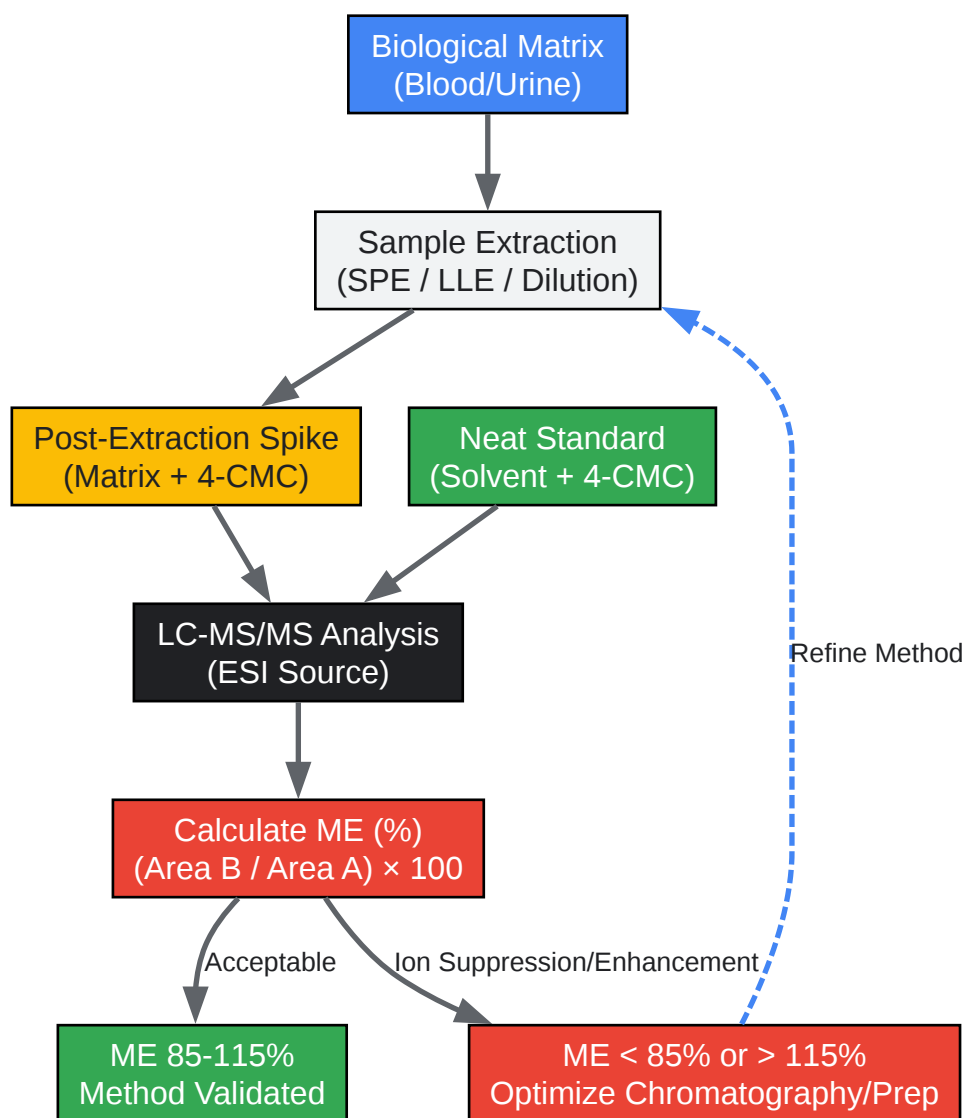 Biological Matrix
(Blood/Urine)
Sample Extraction
(SPE / LLE / Dilution)
Post-Extraction Spike
(Matrix + 4-CMC)
Neat Standard
(Solvent + 4-CMC)
LC-MS/MS Analysis
(ESI Source)
Refine Method
Calculate ME (%)
(Area B / Area A) × 100
Acceptable
Ion Suppression/Enhancement
ME 85-115%
Method Validated
ME < 85% or > 115%
Optimize Chromatography/Prep